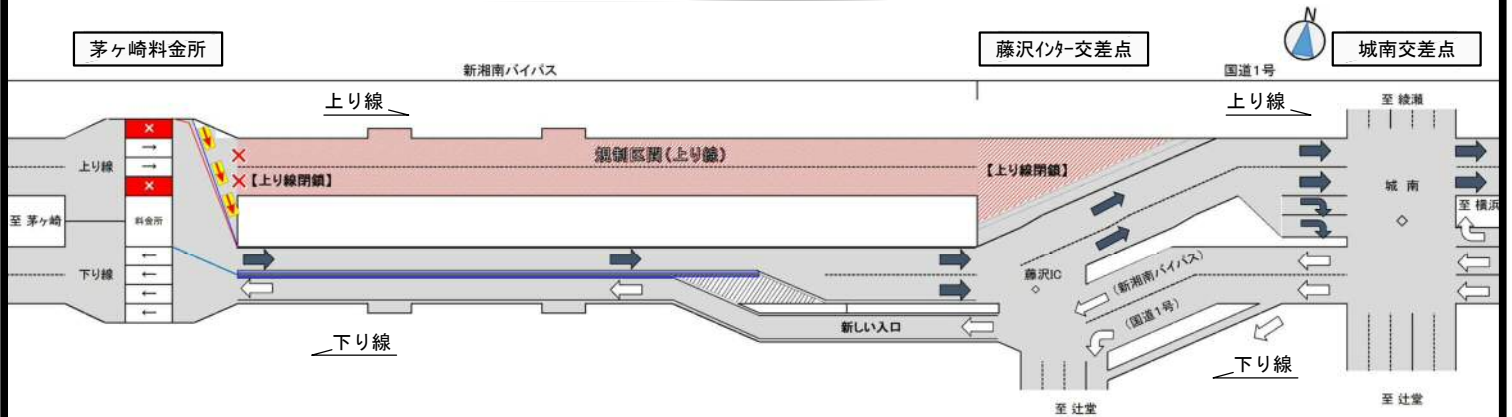 N
茅ヶ崎料金所
藤沢インター交差点
城南交差点
新湘南バイパス
国道1号
上り線
上り線
至 綾瀬
規制区間(上り線)
上り線
【上り線閉鎖】
【上り線閉鎖】
城 南
至 茅ヶ崎
料金所
至 横浜
下り線
藤沢IC
(新湘南バイパス)
(国道1号)
新しい入口
下り線
下り線
至 辻堂
至 辻堂